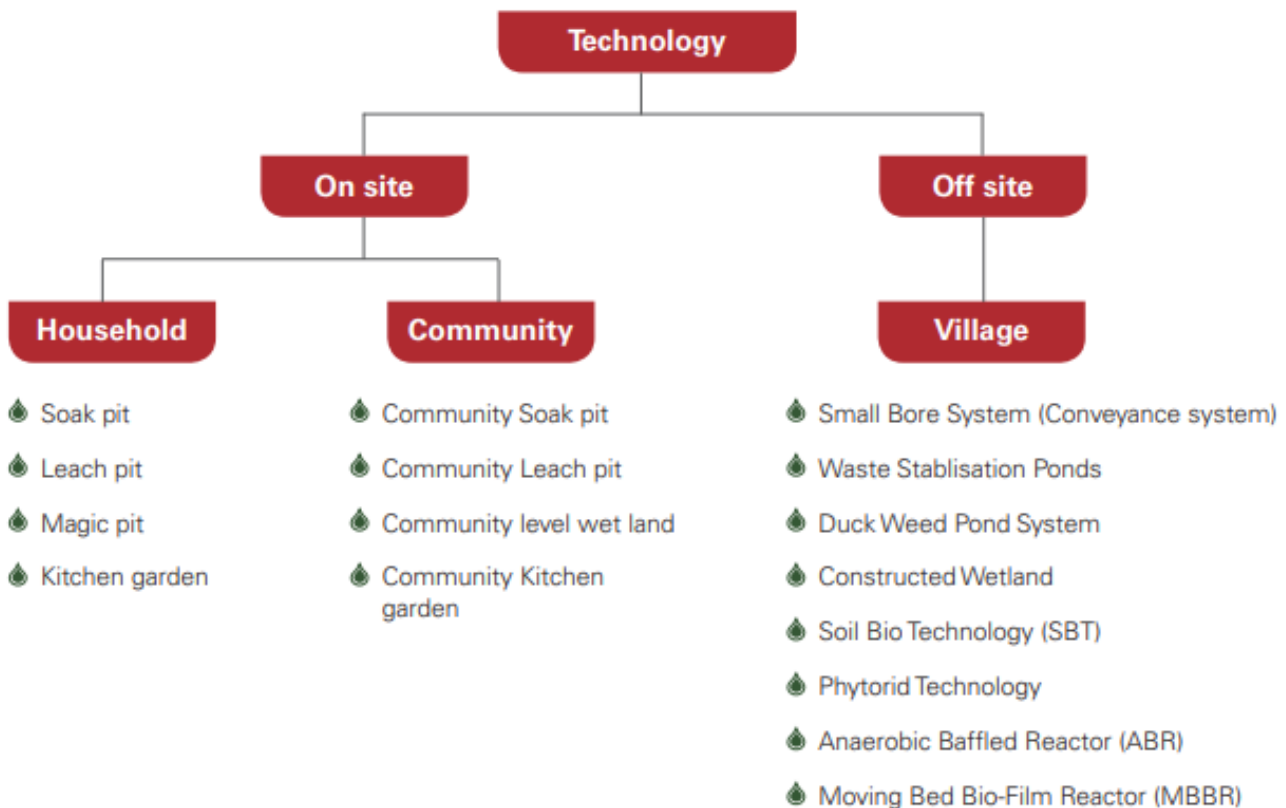 Technology
On site
Off site
Household
Community
Village
Soak pit
Leach pit
Magic pit
Kitchen garden
Community Soak pit
Community Leach pit
Community level wet land
Community Kitchen
garden
Small Bore System (Conveyance system)
Waste Stablisation Ponds
Duck Weed Pond System
Constructed Wetland
Soil Bio Technology (SBT)
Phytorid Technology
Anaerobic Baffled Reactor (ABR)
Moving Bed Bio-Film Reactor (MBBR)